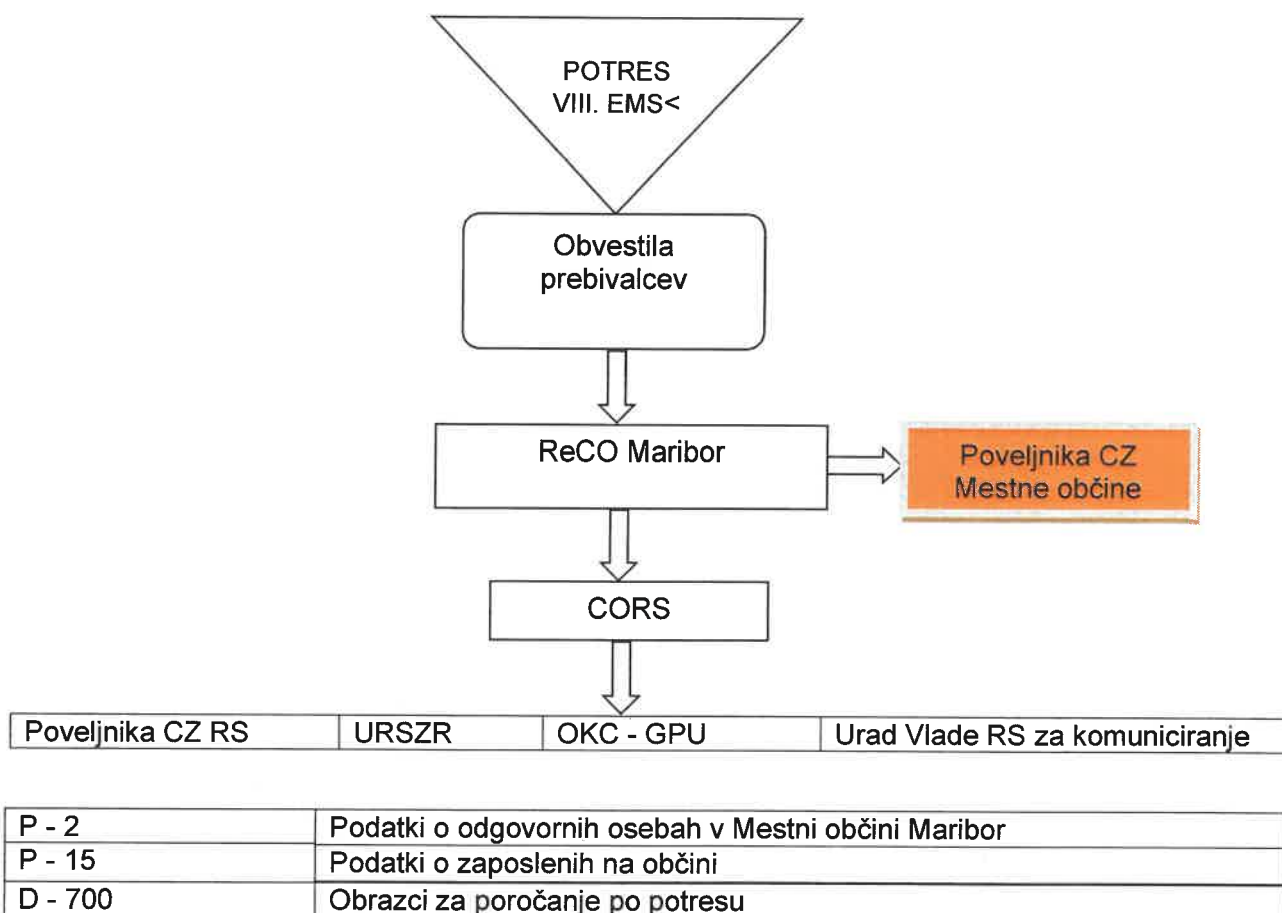 POTRES
VIII. EMS<
Obvestila
prebivalcev
ReCO Maribor
Poveljnika CZ
Mestne občine
CORS
Poveljnika CZ RS URSZR OKC - GPU Urad Vlade RS za komuniciranje
P - 2 Podatki o odgovornih osebah v Mestni občini Maribor
P - 15 Podatki o zaposlenih na občini
D - 700 Obrazci za poročanje po potresu